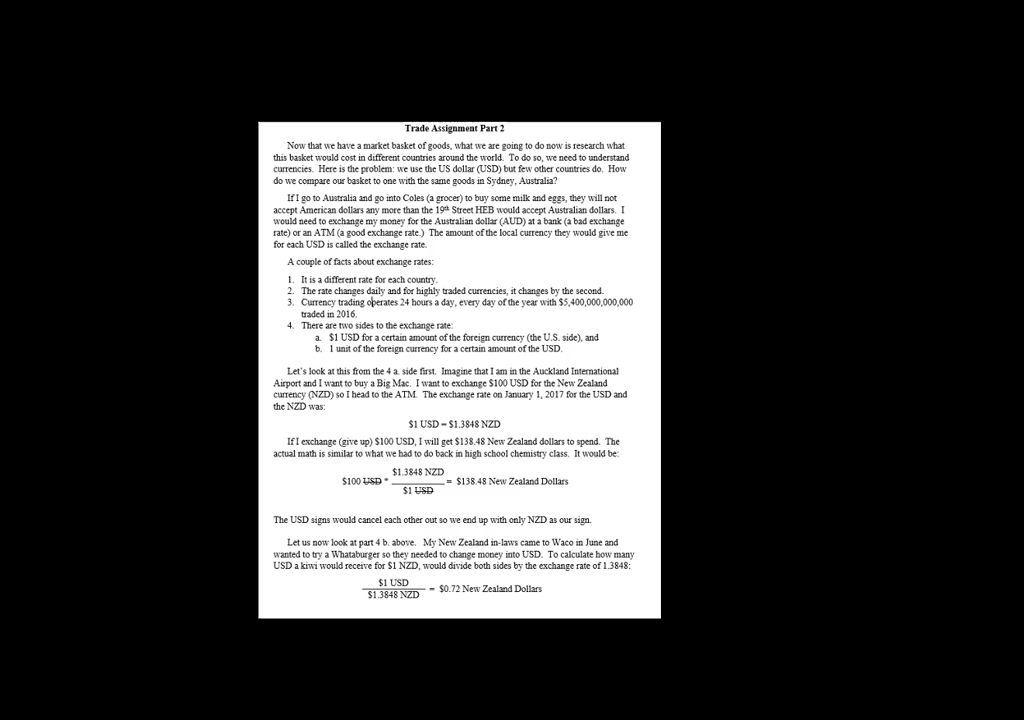 Trade Assignment Part 2
Now that we have a market basket of goods, what we are going to do now is research what
this basket would cost in different countries around the world. To do so, we need to understand
currencies. Here is the problem: we use the US dollar (USD) but few other countries do. How
do we compare our basket to one with the same goods in Sydney, Australia?
If I go to Australia and go into Coles (a grocer) to buy some milk and eggs, they will not
accept American dollars any more than the 19th Street HEB would accept Australian dollars. I
would need to exchange my money for the Australian dollar (AUD) at a bank (a bad exchange
rate) or an ATM (a good exchange rate.) The amount of the local currency they would give me
for each USD is called the exchange rate.
A couple of facts about exchange rates:
1. It is a different rate for each country.
2. The rate changes daily and for highly traded currencies, it changes by the second.
3. Currency trading operates 24 hours a day, every day of the year with $5,400,000,000,000
traded in 2016.
4. There are two sides to the exchange rate:
a. $1 USD for a certain amount of the foreign currency (the U.S. side), and
b. 1 unit of the foreign currency for a certain amount of the USD.
Let's look at this from the 4 a. side first. Imagine that I am in the Auckland International
Airport and I want to buy a Big Mac. I want to exchange $100 USD for the New Zealand
currency (NZD) so I head to the ATM. The exchange rate on January 1, 2017 for the USD and
the NZD was:
$1 USD = $1.3848 NZD
If I exchange (give up) $100 USD, I will get $138.48 New Zealand dollars to spend. The
actual math is similar to what we had to do back in high school chemistry class. It would be:
$1.3848 NZD
$100 USD * = $138.48 New Zealand Dollars
$1 USD
The USD signs would cancel each other out so we end up with only NZD as our sign.
Let us now look at part 4 b. above. My New Zealand in-laws came to Waco in June and
wanted to try a Whataburger so they needed to change money into USD. To calculate how many
USD a kiwi would receive for $1 NZD, would divide both sides by the exchange rate of 1.3848:
$1 USD
= $0.72 New Zealand Dollars
$1.3848 NZD